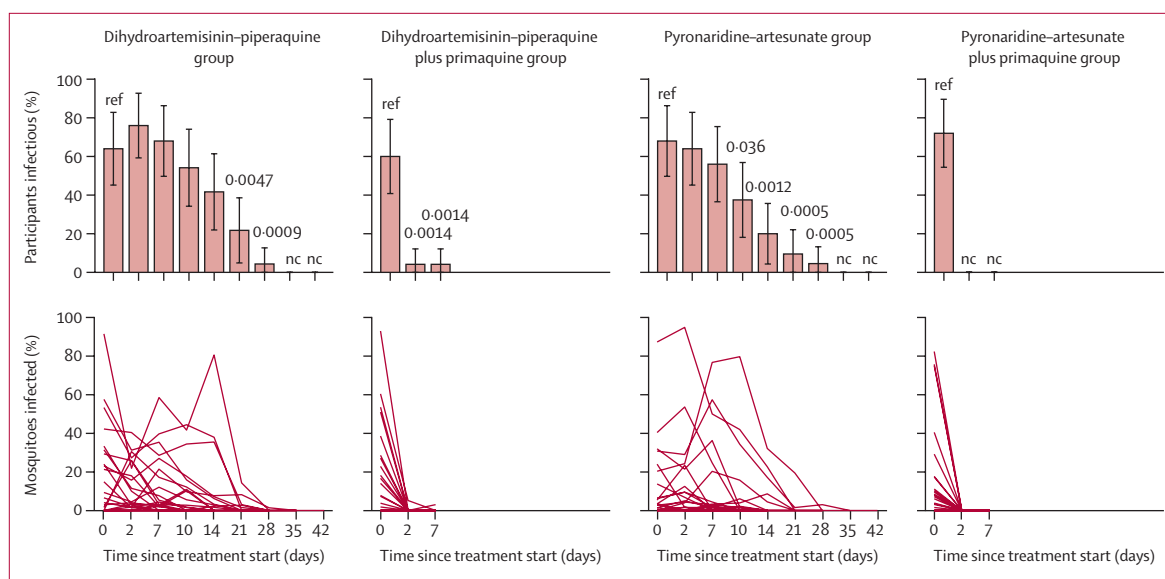 Dihydroartemisinin–piperaquine
group
Dihydroartemisinin–piperaquine
plus primaquine group
Pyronaridine–artesunate group
Pyronaridine–artesunate
plus primaquine group
Participants infectious (%)
100
80
60
40
20
0
ref
0·0047
0·0009
nc
nc
ref
0·0014
0·0014
ref
0·036
0·0012
0·0005
0·0005
nc
nc
ref
nc
nc
Mosquitoes infected (%)
100
80
60
40
20
0
0 2 7 10 14 21 28 35 42
Time since treatment start (days)
0 2 7
Time since treatment start (days)
0 2 7 10 14 21 28 35 42
Time since treatment start (days)
0 2 7
Time since treatment start (days)